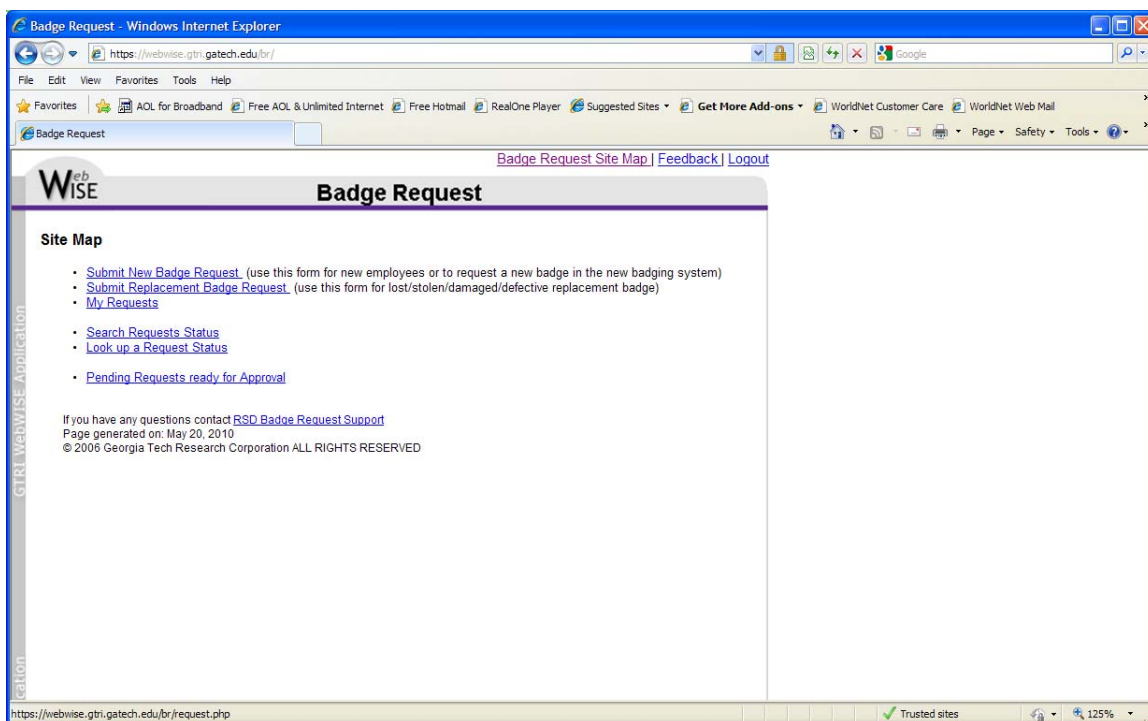 Badge Request - Windows Internet Explorer
https://webwise.gtri.gatech.edu/br/
Google
File Edit View Favorites Tools Help
Favorites AOL for Broadband Free AOL & Unlimited Internet Free Hotmail RealOne Player Suggested Sites Get More Add-ons WorldNet Customer Care WorldNet Web Mail
Badge Request
Page Safety Tools
Badge Request Site Map | Feedback | Logout
Web WISE
Badge Request
Site Map
• Submit New Badge Request (use this form for new employees or to request a new badge in the new badging system)
• Submit Replacement Badge Request (use this form for lost/stolen/damaged/defective replacement badge)
• My Requests
• Search Requests Status
• Look up a Request Status
• Pending Requests ready for Approval
If you have any questions contact RSD Badge Request Support
Page generated on: May 20, 2010
© 2006 Georgia Tech Research Corporation ALL RIGHTS RESERVED
GTRI WebWISE Application
cation
https://webwise.gtri.gatech.edu/br/request.php
Trusted sites
125%